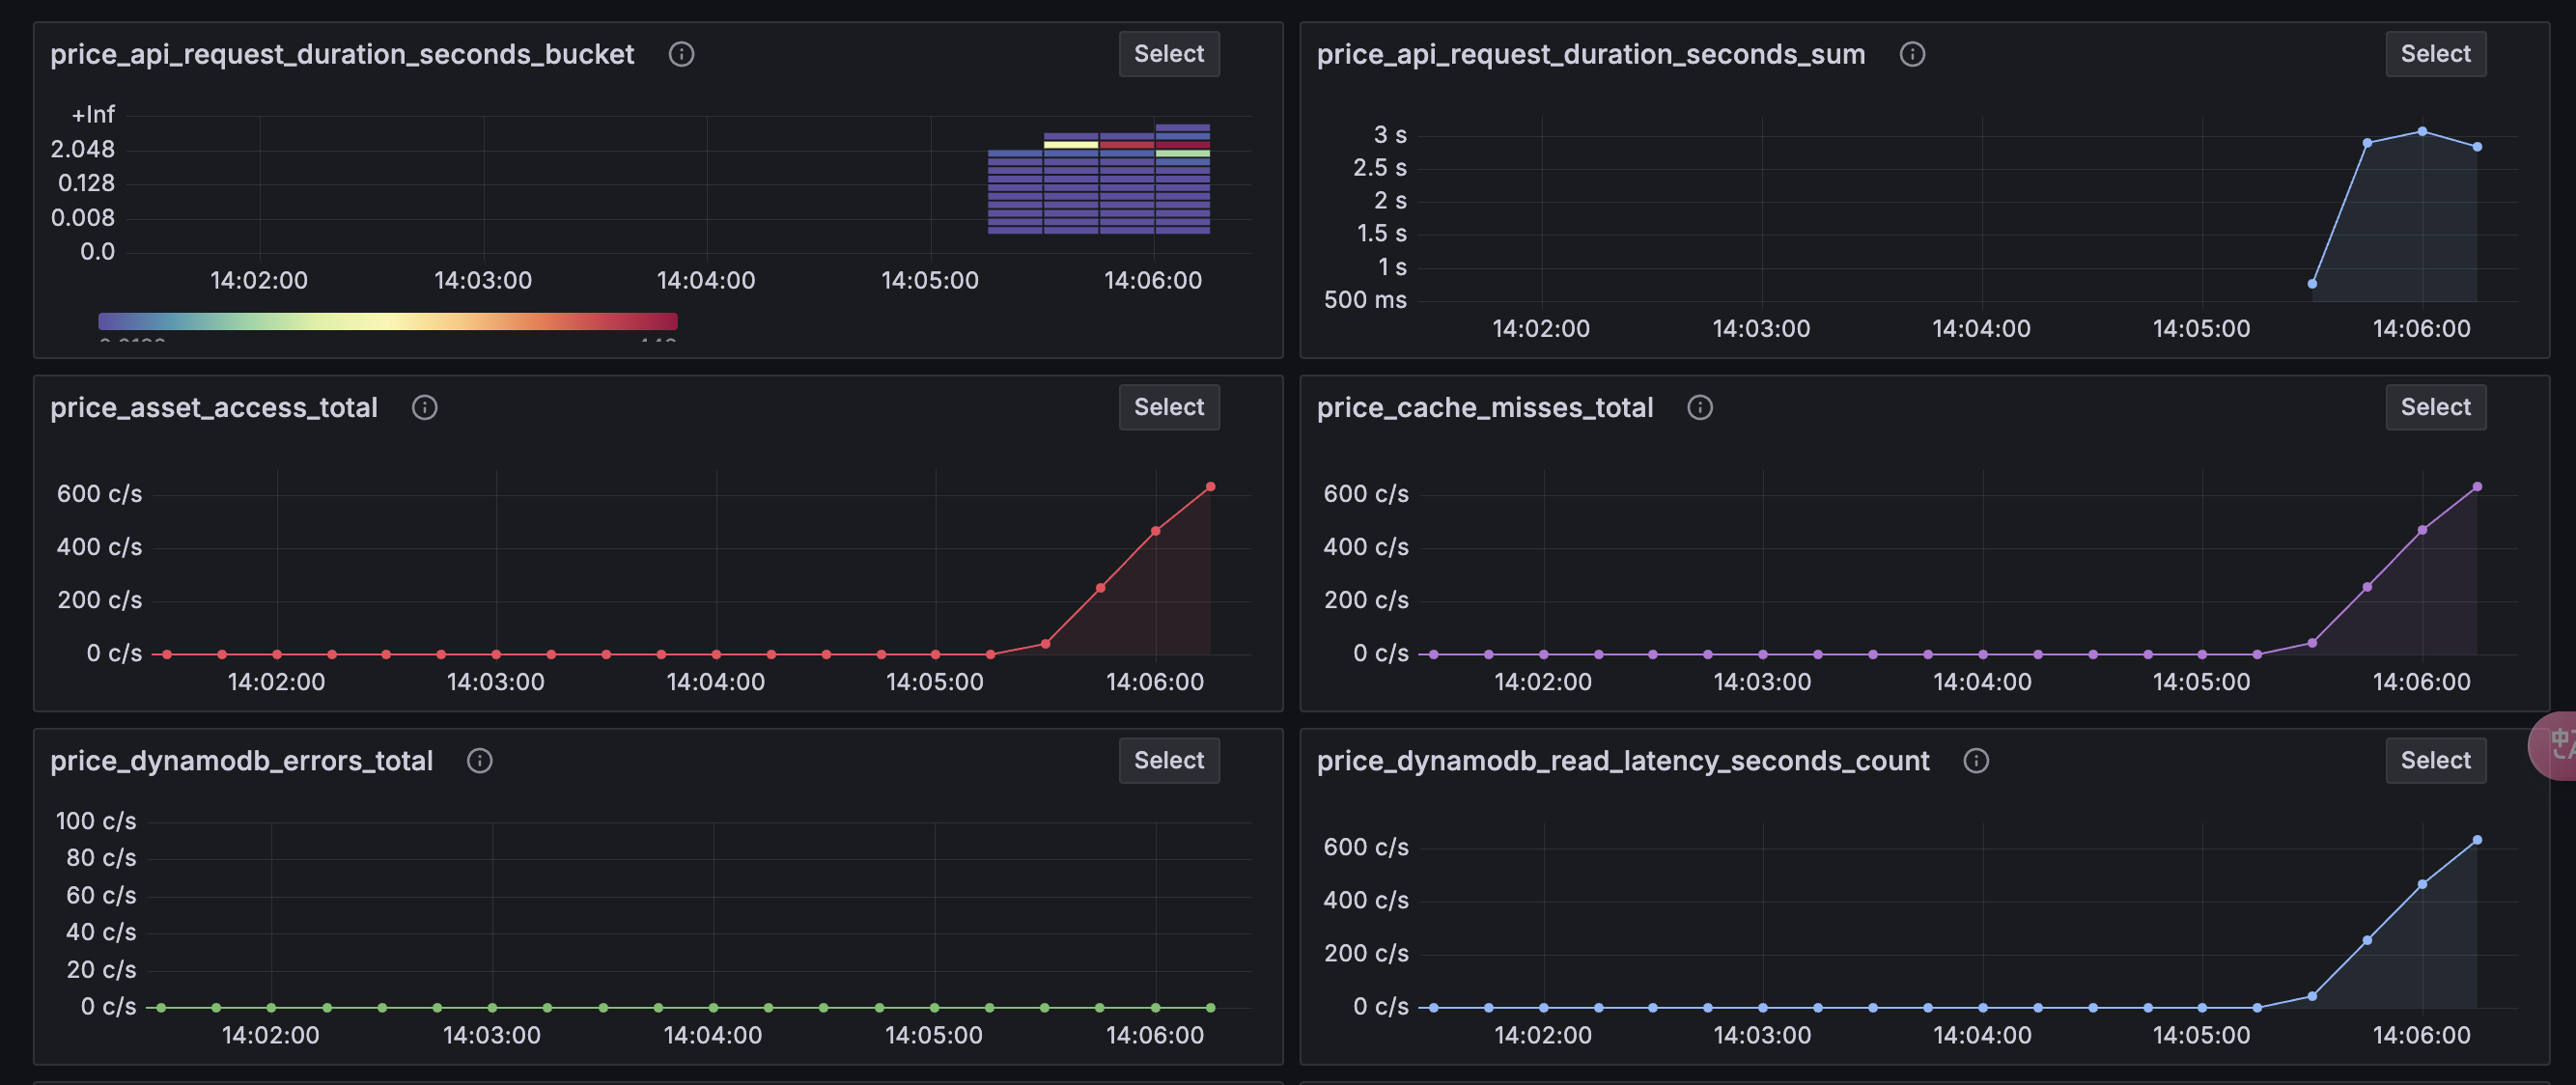 price_api_request_duration_seconds_bucket
Select
+Inf
2.048
0.128
0.008
0.0
14:02:00 14:03:00 14:04:00 14:05:00 14:06:00
price_api_request_duration_seconds_sum
Select
3 s
2.5 s
2 s
1.5 s
1 s
500 ms
14:02:00 14:03:00 14:04:00 14:05:00 14:06:00
price_asset_access_total
Select
600 c/s
400 c/s
200 c/s
0 c/s
14:02:00 14:03:00 14:04:00 14:05:00 14:06:00
price_cache_misses_total
Select
600 c/s
400 c/s
200 c/s
0 c/s
14:02:00 14:03:00 14:04:00 14:05:00 14:06:00
price_dynamodb_errors_total
Select
100 c/s
80 c/s
60 c/s
40 c/s
20 c/s
0 c/s
14:02:00 14:03:00 14:04:00 14:05:00 14:06:00
price_dynamodb_read_latency_seconds_count
Select
600 c/s
400 c/s
200 c/s
0 c/s
14:02:00 14:03:00 14:04:00 14:05:00 14:06:00